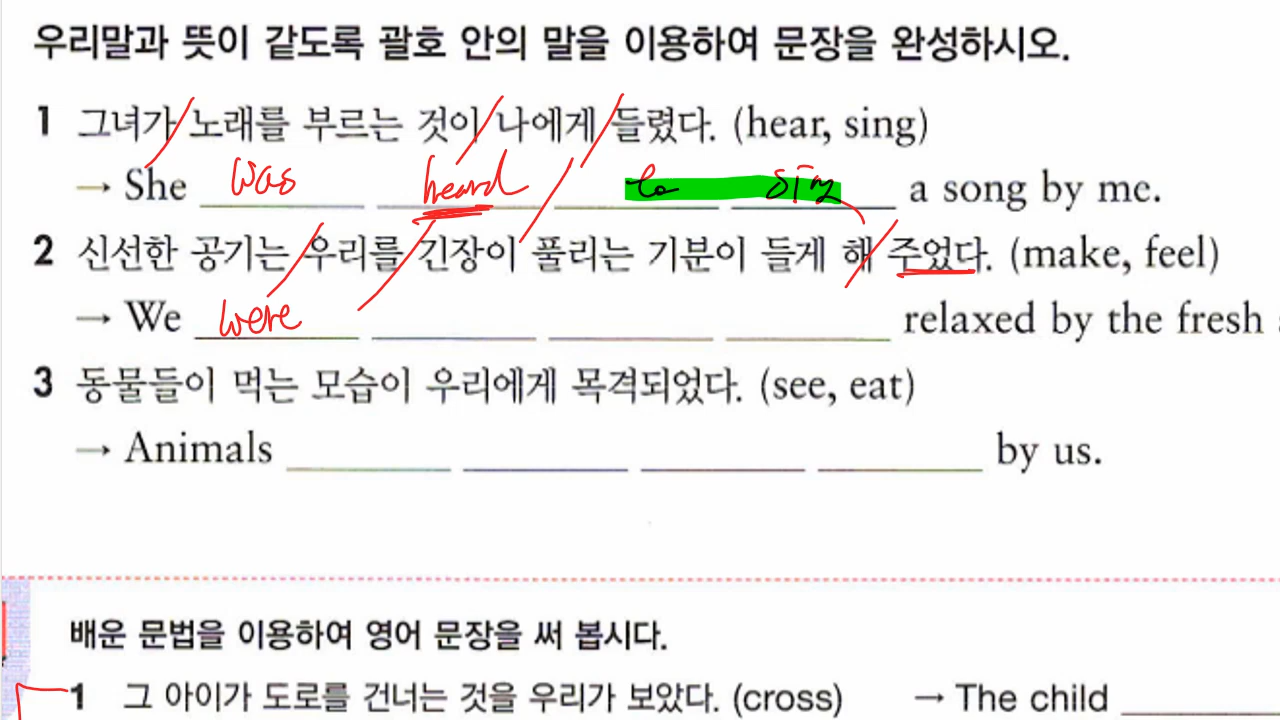 우리말과 뜻이 같도록 괄호 안의 말을 이용하여 문장을 완성하시오.
1 그녀가 노래를 부르는 것이 나에게 들렸다. (hear, sing)
→ She was heard to sing a song by me.
2 신선한 공기는 우리를 긴장이 풀리는 기분이 들게 해 주었다. (make, feel)
→ We were relaxed by the fresh
3 동물들이 먹는 모습이 우리에게 목격되었다. (see, eat)
→ Animals by us.
배운 문법을 이용하여 영어 문장을 써 봅시다.
1 그 아이가 도로를 건너는 것을 우리가 보았다. (cross) → The child